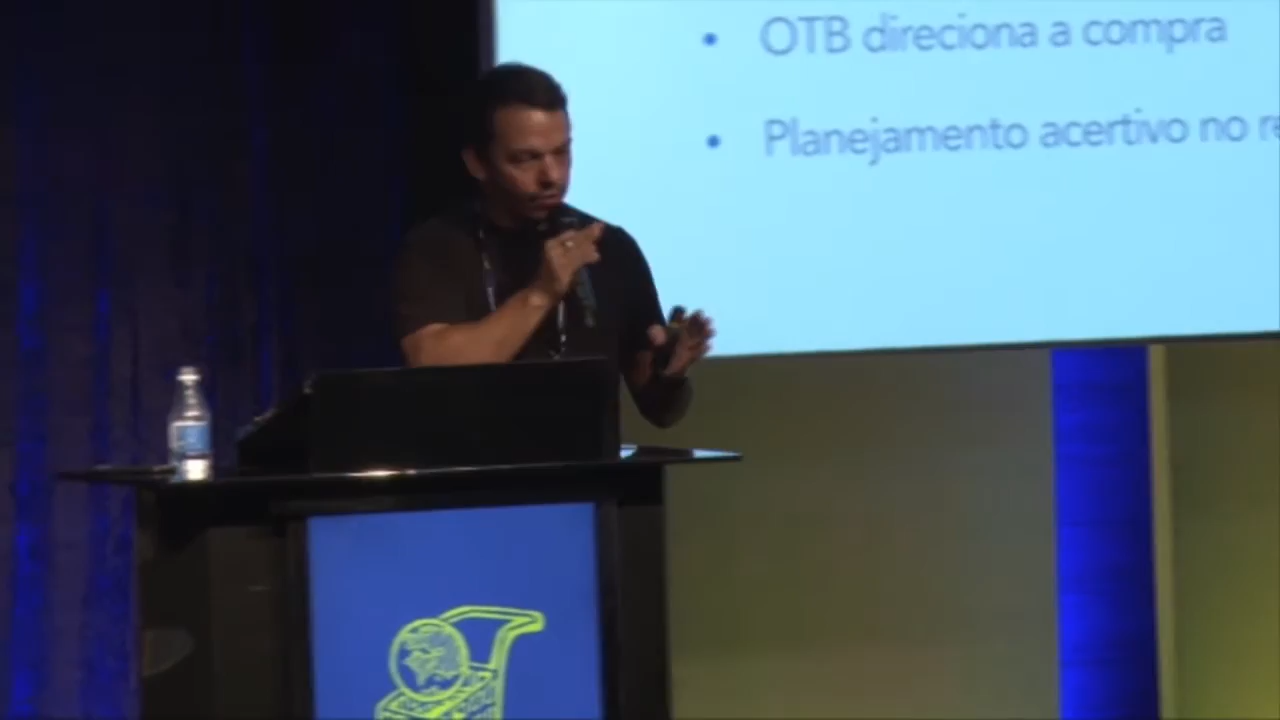 • OTB direciona a compra
• Planejamento acertivo no